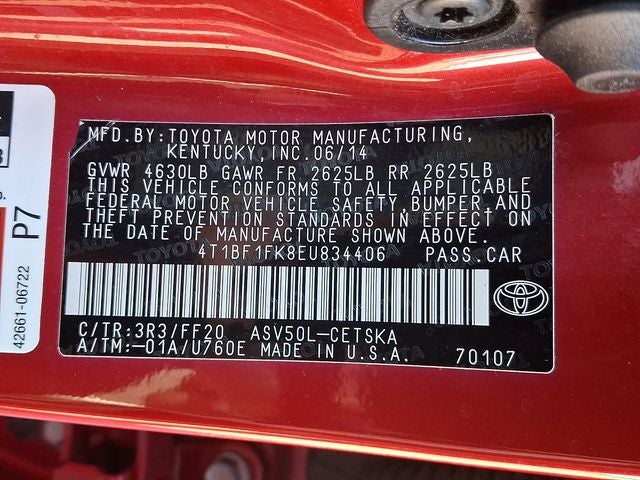 MFD.BY:TOYOTA MOTOR MANUFACTURING,
KENTUCKY,INC.06/14
GVWR 4630LB GAWR FR 2625LB RR 2625LB
THIS VEHICLE CONFORMS TO ALL APPLICABLE
FEDERAL MOTOR VEHICLE SAFETY,BUMPER,AND
THEFT PREVENTION STANDARDS IN EFFECT ON
THE DATE OF MANUFACTURE SHOWN ABOVE.
4T1BF1FK8EU834406 PASS.CAR
C/TR:3R3/FF20 ASV50L-CETSKA
A/TM:-01A/U760E MADE IN U.S.A. 70107
P7
42661-06722